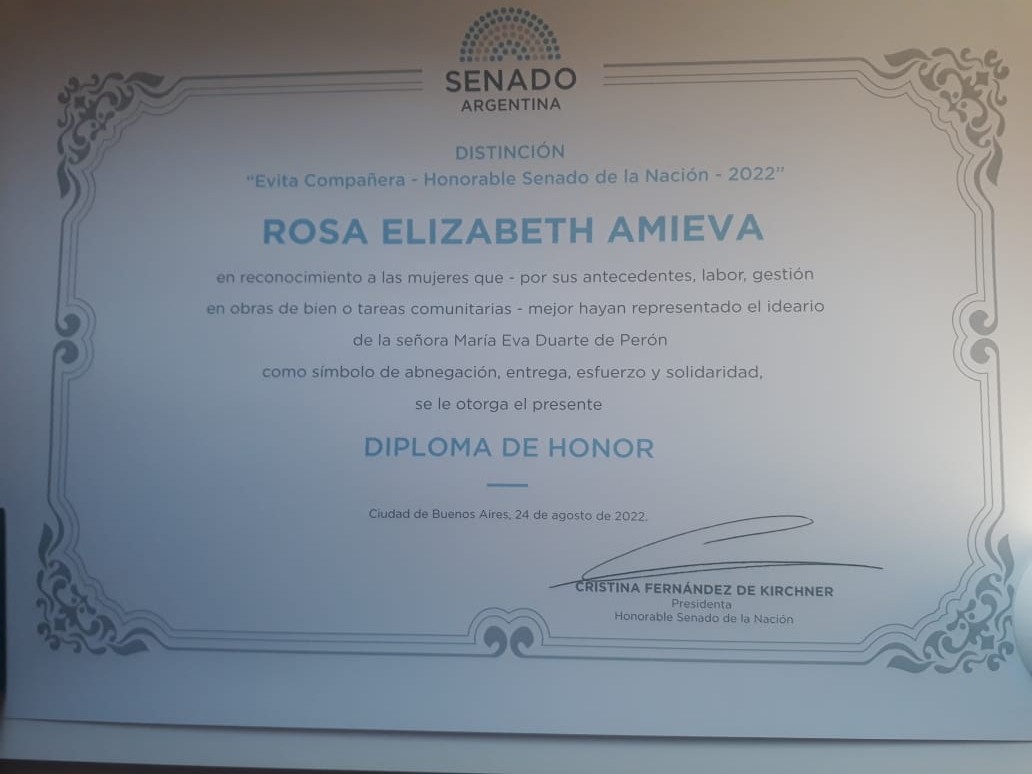 SENADO
ARGENTINA
DISTINCIÓN
“Evita Compañera - Honorable Senado de la Nación - 2022”
ROSA ELIZABETH AMIEVA
en reconocimiento a las mujeres que - por sus antecedentes, labor, gestión
en obras de bien o tareas comunitarias - mejor hayan representado el ideario
de la señora María Eva Duarte de Perón
como símbolo de abnegación, entrega, esfuerzo y solidaridad,
se le otorga el presente
DIPLOMA DE HONOR
Ciudad de Buenos Aires, 24 de agosto de 2022.
CRISTINA FERNÁNDEZ DE KIRCHNER
Presidenta
Honorable Senado de la Nación